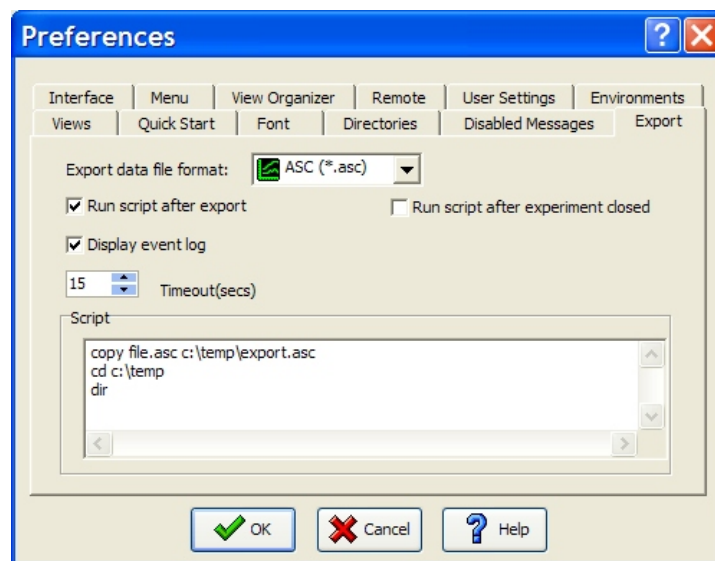 Preferences
Interface Menu View Organizer Remote User Settings Environments
Views Quick Start Font Directories Disabled Messages Export
Export data file format: ASC (*.asc)
Run script after export Run script after experiment closed
Display event log
15 Timeout(secs)
Script
copy file.asc c:\temp\export.asc
cd c:\temp
dir
OK Cancel Help